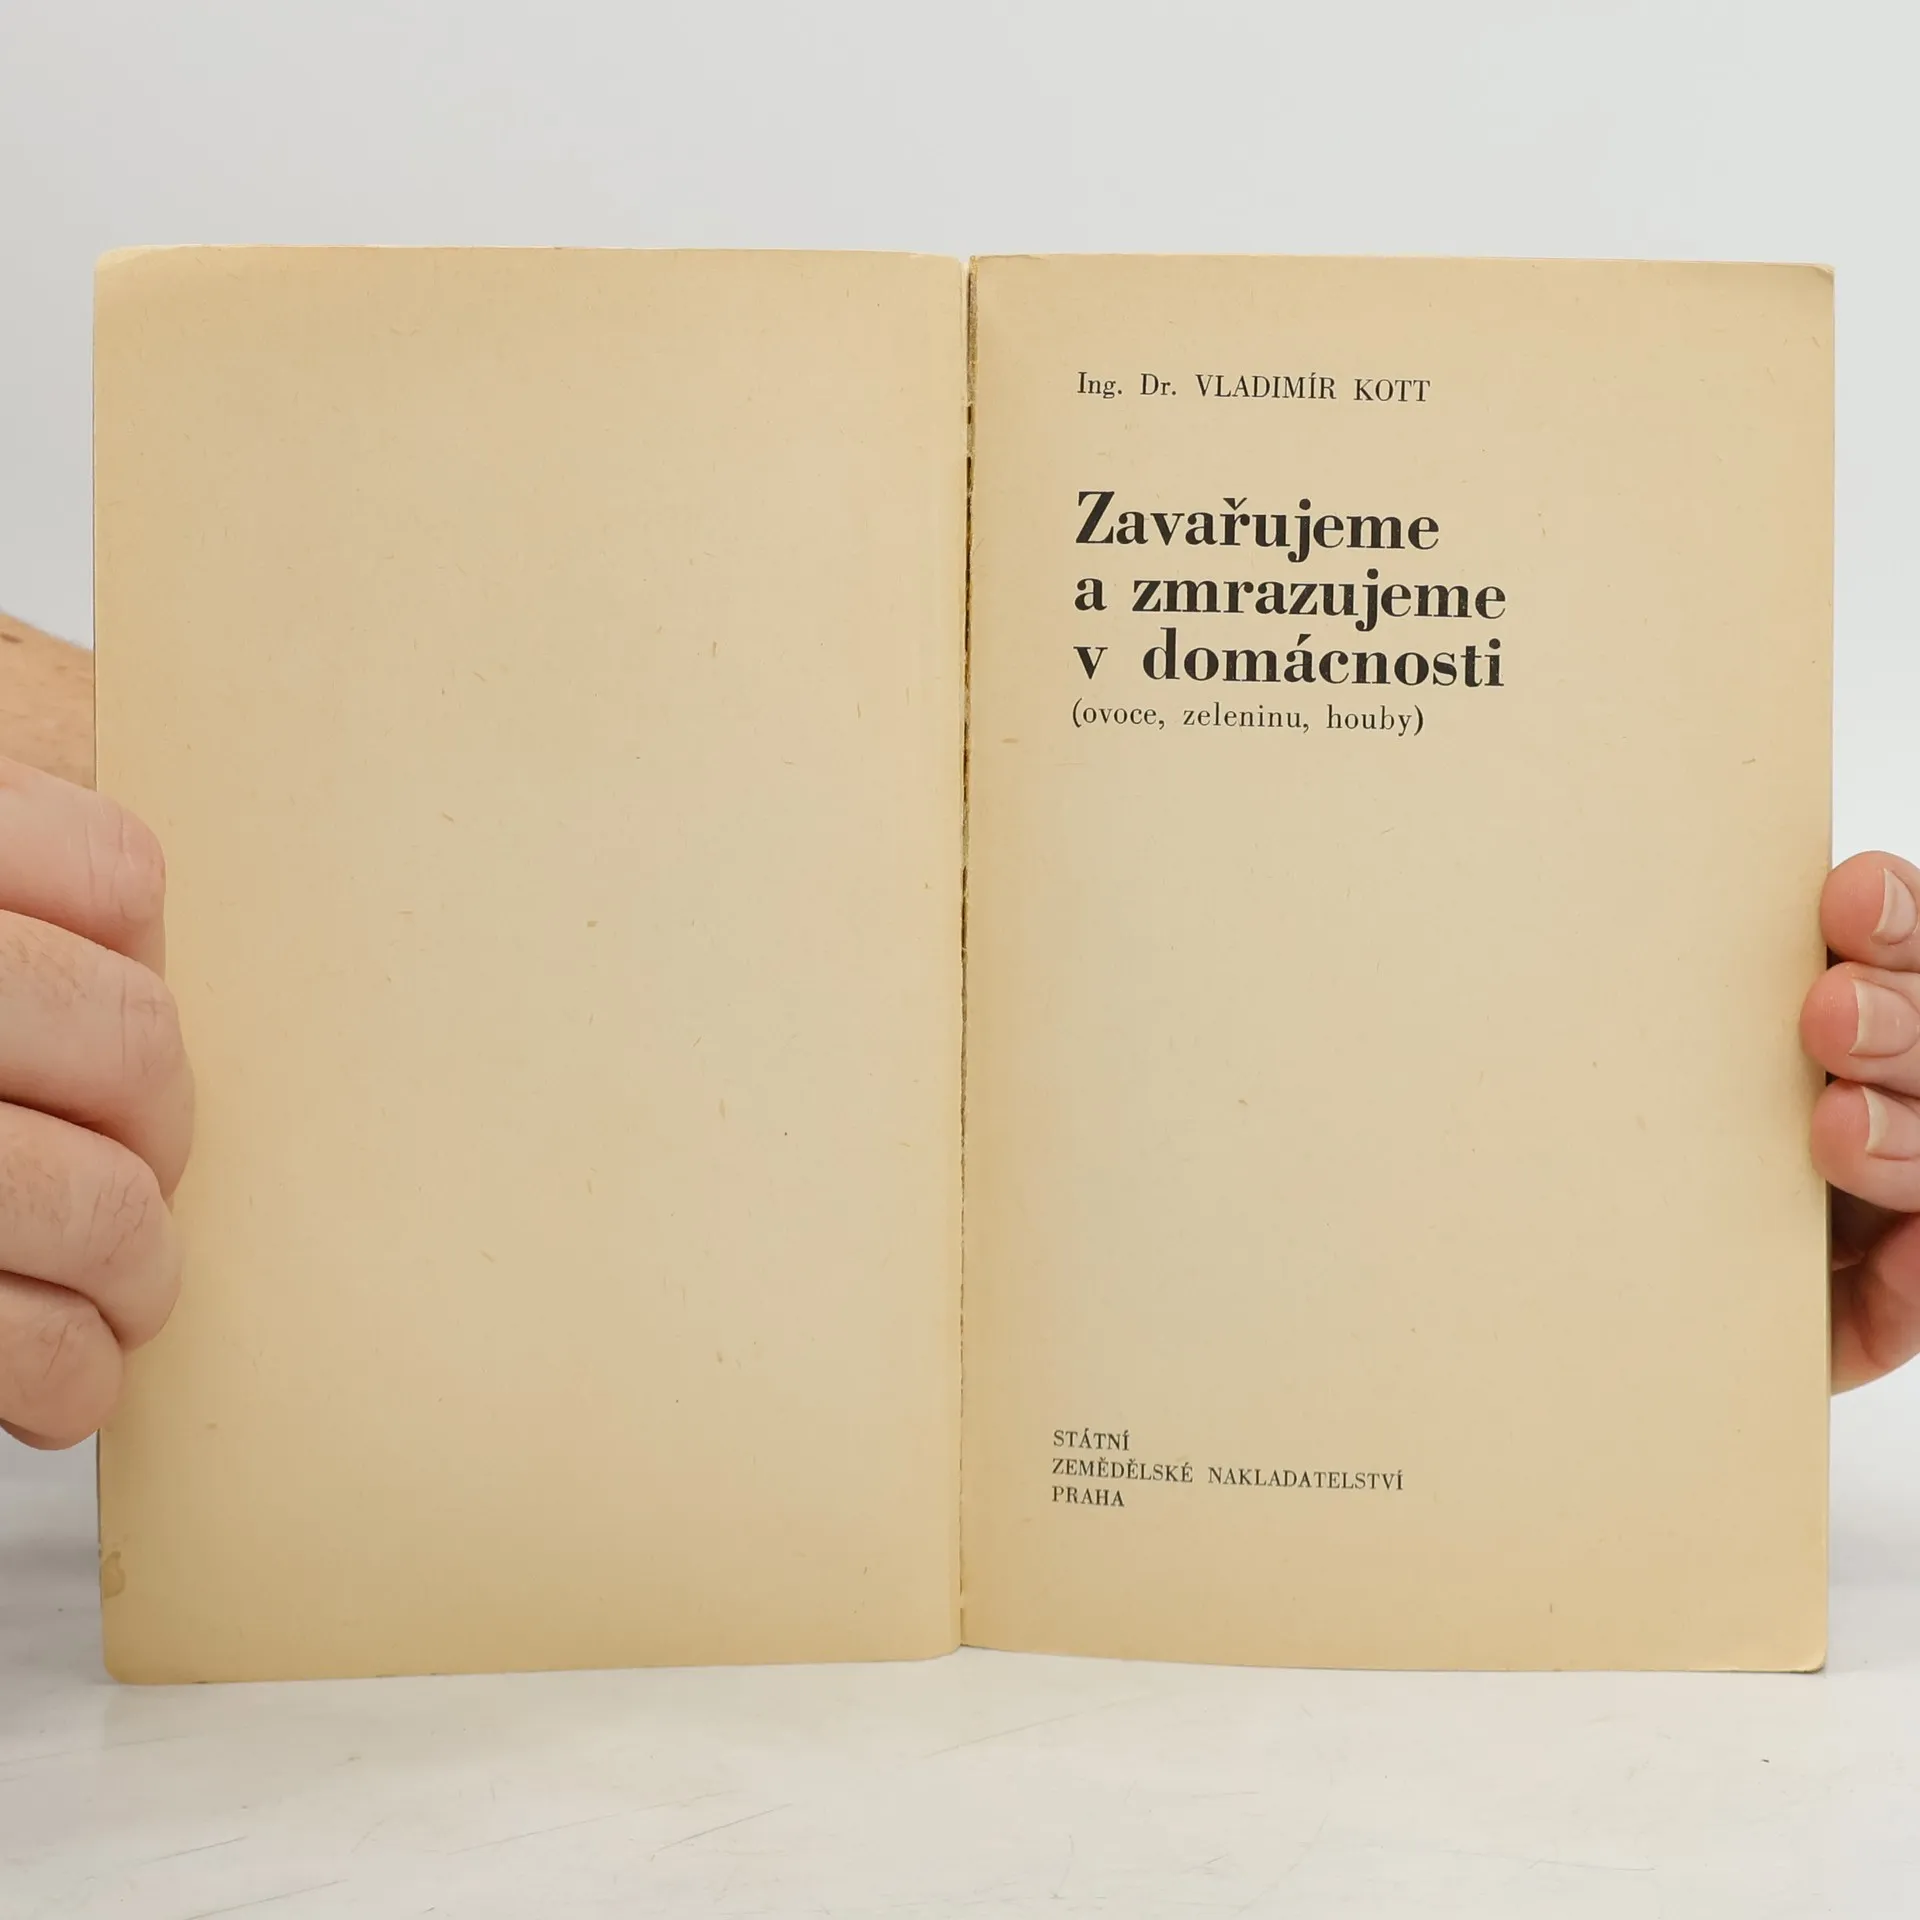 Ing. Dr. VLADIMÍR KOTT
Zavařujeme
a zmrazujeme
v domácnosti
(ovoce, zeleninu, houby)
STÁTNÍ
ZEMĚDĚLSKÉ NAKLADATELSTVÍ
PRAHA